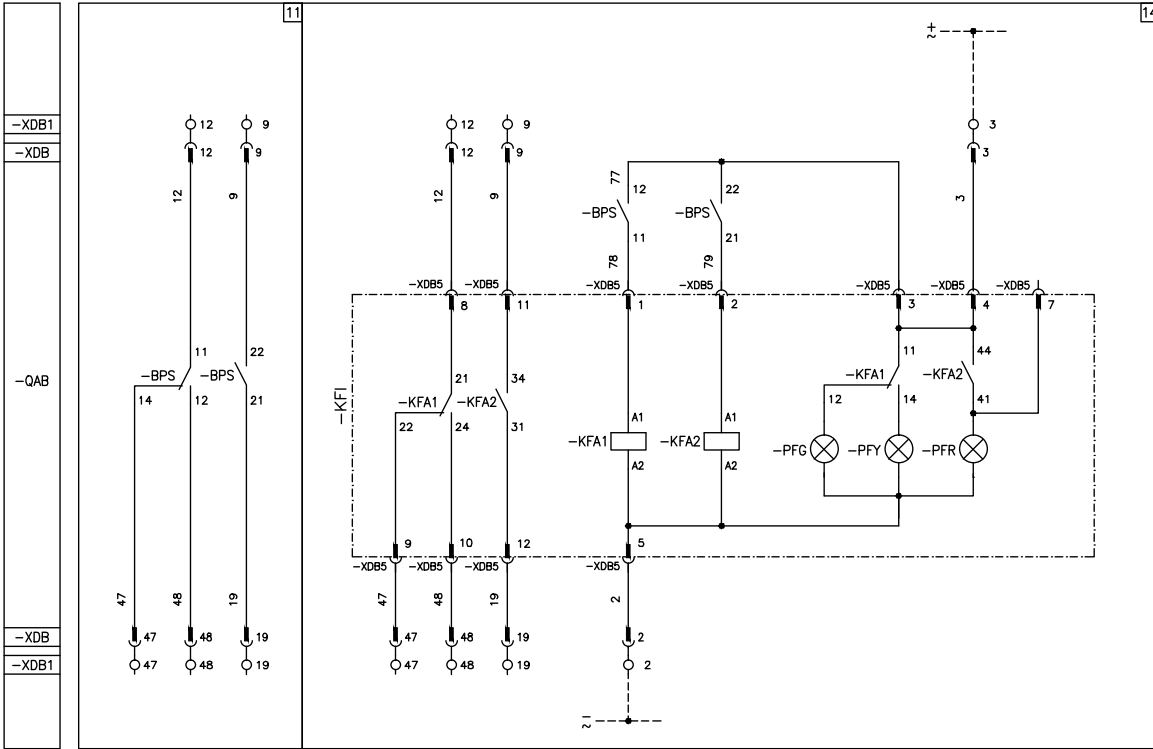 11
14
+
~
-XDB1
12
9
12
9
3
-XDB
12
9
12
9
3
12
9
12
9
77
12
22
3
-BPS
-BPS
11
21
78
79
-XDB5
-XDB5
-XDB5
-XDB5
-XDB5
-XDB5
-XDB5
8
11
1
2
3
4
7
11
22
11
44
-QAB
-BPS
-BPS
21
34
-KFA1
-KFA2
14
12
21
-KFI
-KFA1
-KFA2
12
14
41
22
24
31
A1
A1
-KFA1
-KFA2
-PFG
-PFY
-PFR
A2
A2
9
10
12
5
-XDB5
-XDB5
-XDB5
-XDB5
47
48
19
47
48
19
2
-XDB
47
48
19
47
48
19
2
-XDB1
47
48
19
47
48
19
2
-
~